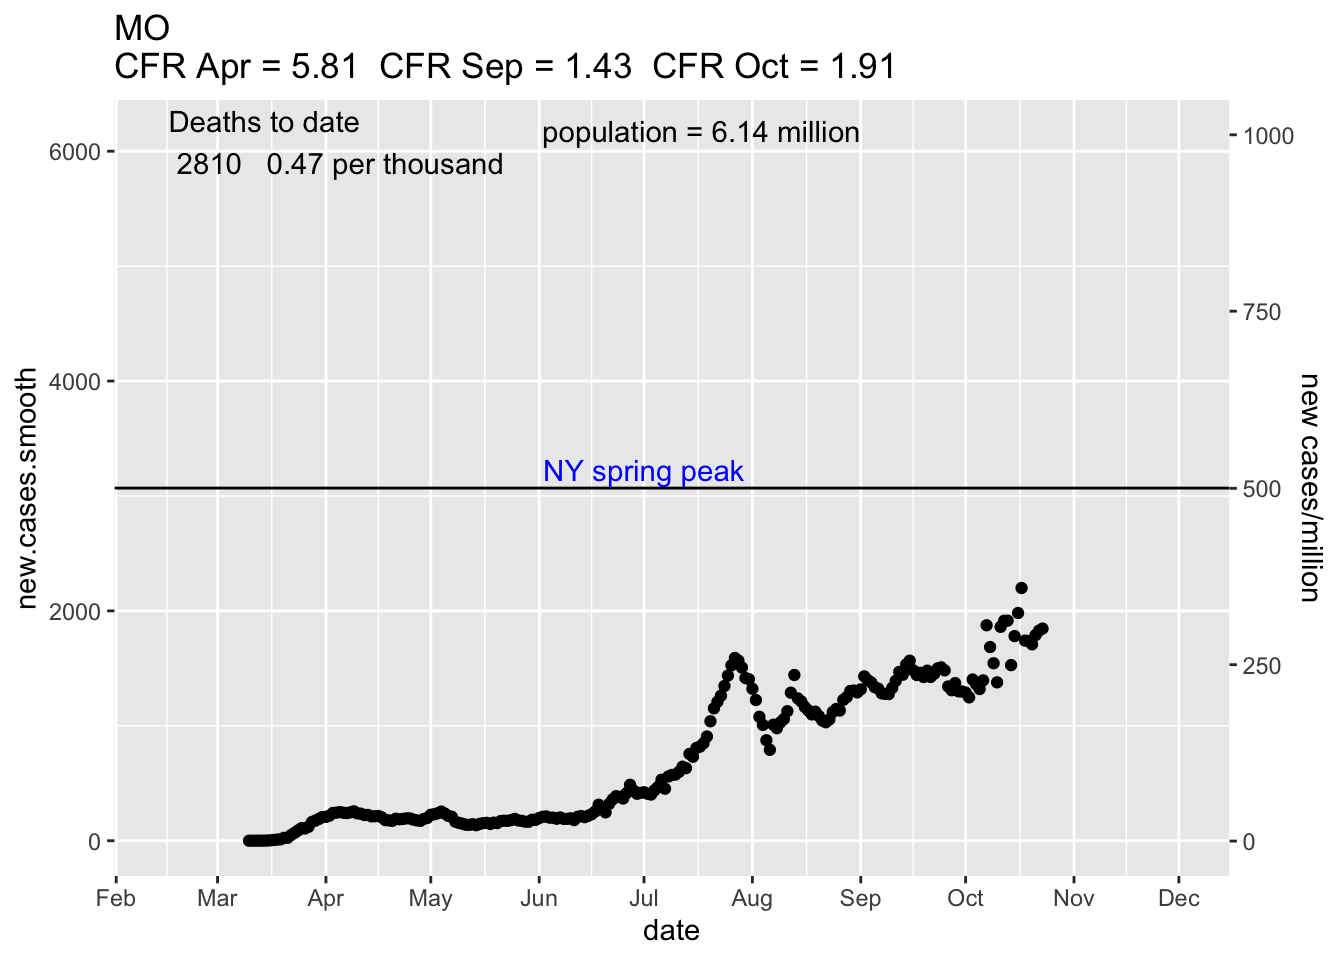 MO
CFR Apr = 5.81  CFR Sep = 1.43  CFR Oct = 1.91
Deaths to date
2810   0.47 per thousand
population = 6.14 million
6000
4000
2000
0
new.cases.smooth
NY spring peak
1000
750
500
250
0
new cases/million
Feb Mar Apr May Jun Jul Aug Sep Oct Nov Dec
date